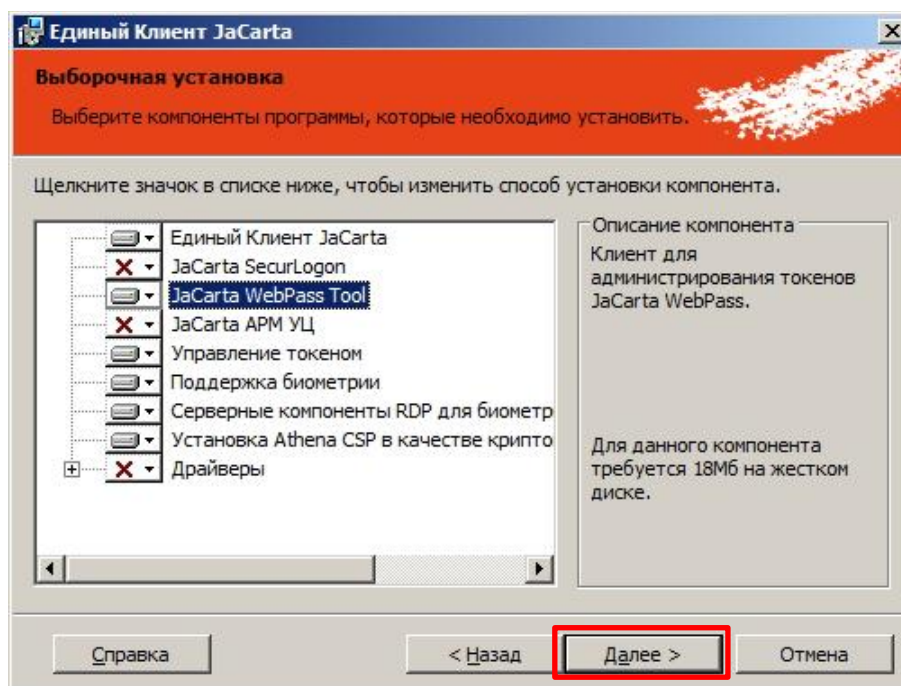 Единый Клиент JaCarta
Выборочная установка
Выберите компоненты программы, которые необходимо установить.
Щелкните значок в списке ниже, чтобы изменить способ установки компонента.
Единый Клиент JaCarta
JaCarta SecurLogon
JaCarta WebPass Tool
JaCarta АРМ УЦ
Управление токеном
Поддержка биометрии
Серверные компоненты RDP для биометр
Установка Athena CSP в качестве крипто
Драйверы
Описание компонента
Клиент для
администрирования токенов
JaCarta WebPass.
Для данного компонента
требуется 18Мб на жестком
диске.
Справка
< Назад
Далее >
Отмена